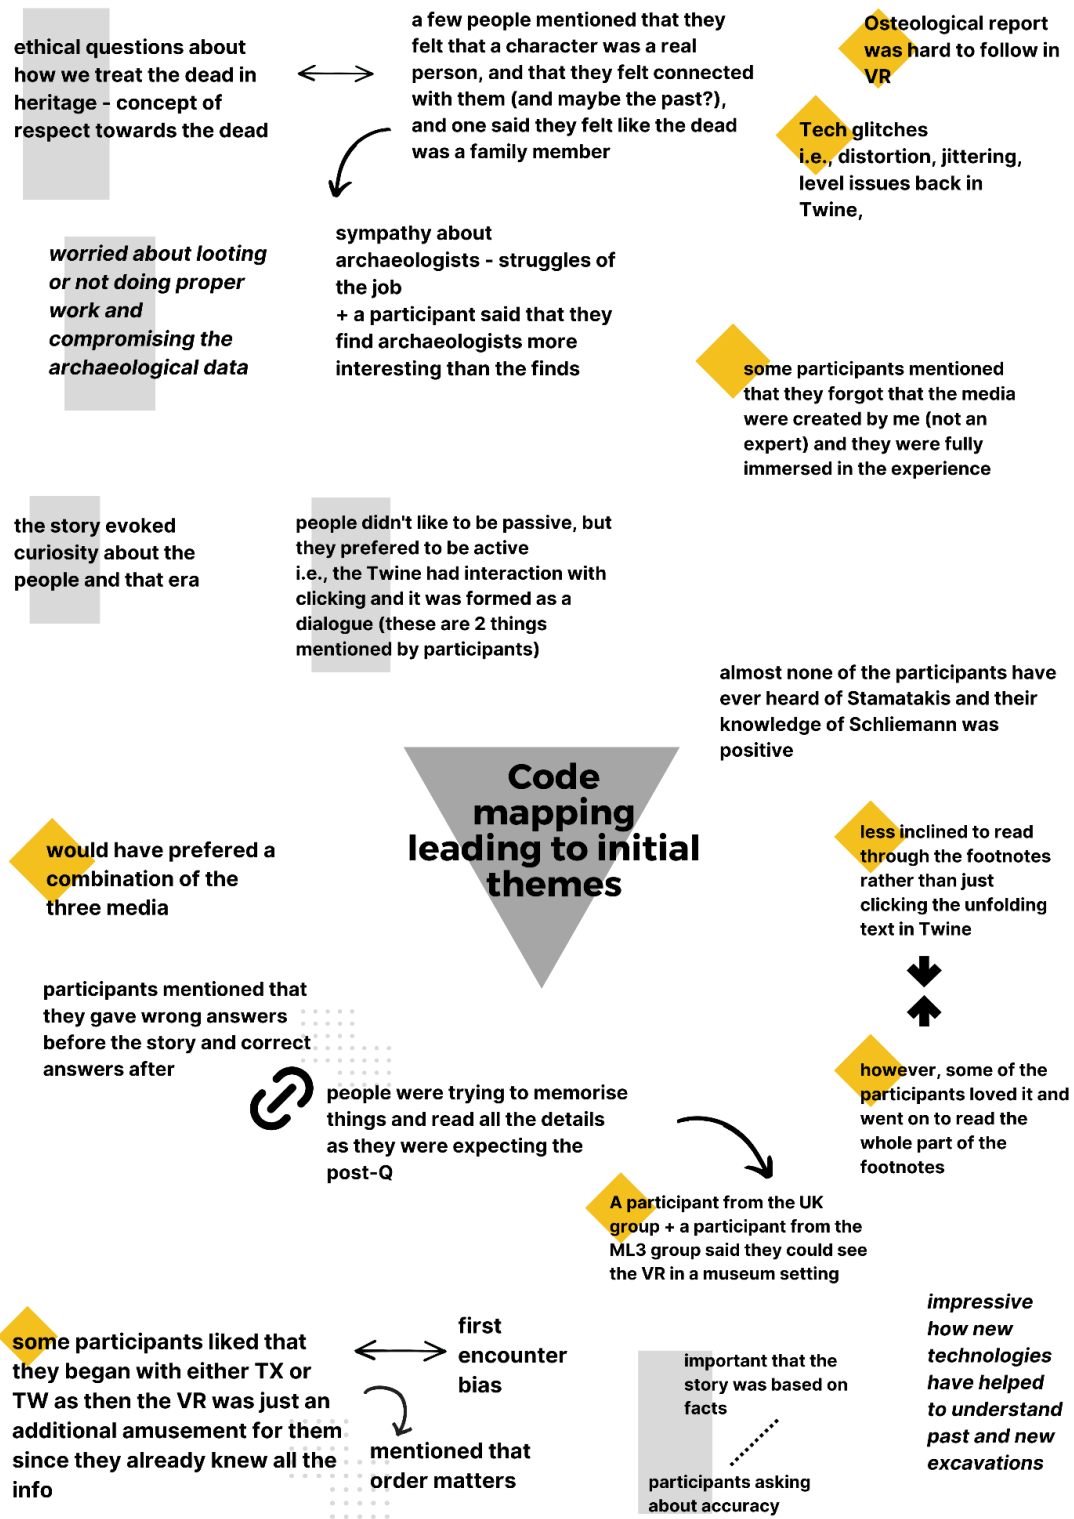 ethical questions about
how we treat the dead in
heritage - concept of
respect towards the dead
a few people mentioned that they
felt that a character was a real
person, and that they felt connected
with them (and maybe the past?),
and one said they felt like the dead
was a family member
Osteological report
was hard to follow in
VR
Tech glitches
i.e., distortion, jittering,
level issues back in
Twine,
worried about looting
or not doing proper
work and
compromising the
archaeological data
sympathy about
archaeologists - struggles of
the job
+ a participant said that they
find archaeologists more
interesting than the finds
some participants mentioned
that they forgot that the media
were created by me (not an
expert) and they were fully
immersed in the experience
the story evoked
curiosity about the
people and that era
people didn't like to be passive, but
they prefered to be active
i.e., the Twine had interaction with
clicking and it was formed as a
dialogue (these are 2 things
mentioned by participants)
almost none of the participants have
ever heard of Stamatakis and their
knowledge of Schliemann was
positive
Code
mapping
leading to initial
themes
would have prefered a
combination of the
three media
less inclined to read
through the footnotes
rather than just
clicking the unfolding
text in Twine
participants mentioned that
they gave wrong answers
before the story and correct
answers after
people were trying to memorise
things and read all the details
as they were expecting the
post-Q
however, some of the
participants loved it and
went on to read the
whole part of the
footnotes
A participant from the UK
group + a participant from the
ML3 group said they could see
the VR in a museum setting
some participants liked that
they began with either TX or
TW as then the VR was just an
additional amusement for them
since they already knew all the
info
first
encounter
bias
mentioned that
order matters
important that the
story was based on
facts
participants asking
about accuracy
impressive
how new
technologies
have helped
to understand
past and new
excavations